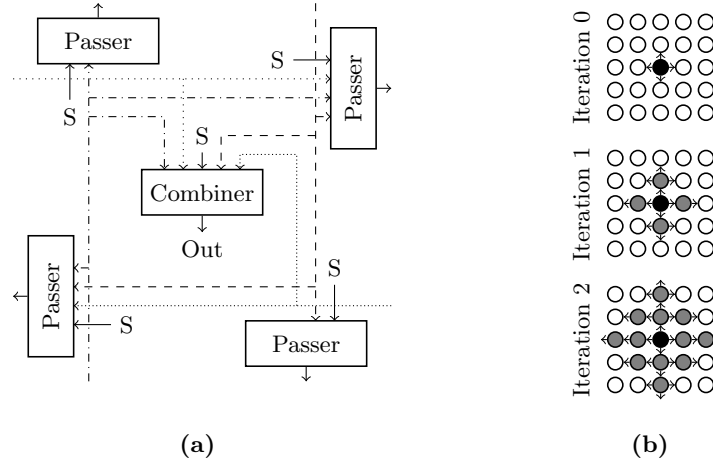 Passer
S
S
Passer
S
Combiner
Out
Passer
S
S
Passer
(a)
Iteration 0
Iteration 1
Iteration 2
(b)